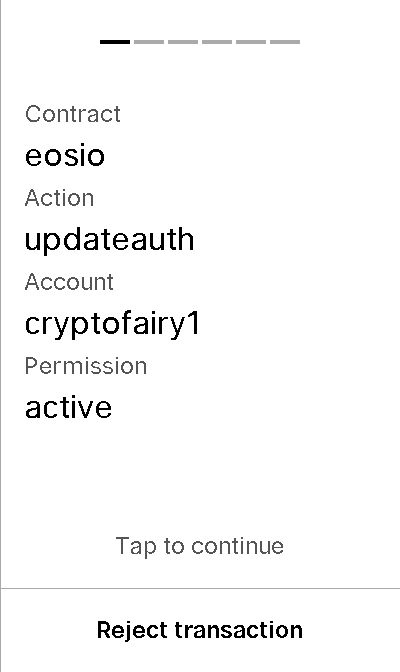 Contract
eosio
Action
updateauth
Account
cryptofairy1
Permission
active
Tap to continue
Reject transaction